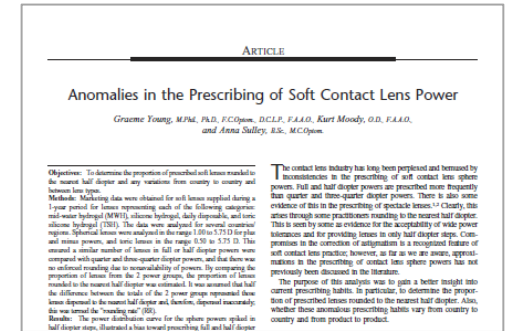 ARTICLE
Anomalies in the Prescribing of Soft Contact Lens Power
Graeme Young, M.Phil., Ph.D., F.C.Optom., D.C.L.P., F.A.A.O., Kurt Moody, O.D., F.A.A.O.,
and Anna Sulley, B.Sc., M.C.Optom.
Objectives: To determine the proportion of prescribed soft lenses rounded to
the nearest half diopter and any variations from country to country and
between lens types.
Methods: Marketing data were obtained for soft lenses supplied during a
1-year period for lenses representing each of the following categories:
mid-water hydrogel (MWH), silicone hydrogel, daily disposable, and toric
silicone hydrogel (TSH). The data were analyzed for several countries/
regions. Spherical lenses were analyzed in the range 1.00 to 5.75 D for plus
and minus powers, and toric lenses in the range 0.50 to 5.75 D. This
ensured a similar number of lenses in full or half diopter powers were
compared with quarter and three-quarter diopter powers, and that there was
no enforced rounding due to nonavailability of powers. By comparing the
proportion of lenses from the two power groups, the proportion of lenses
rounded to the nearest half diopter was estimated. It was assumed that half
the difference between the totals of the 2 power groups represented those
lenses dispensed to the nearest half diopter and, therefore, dispensed inaccurately;
this was termed the "rounding rate" (RR).
Results: The power distribution curve for the sphere powers spiked in
half diopter steps, illustrated a bias toward prescribing full and half diopter
The contact lens industry has long been perplexed and bemused by
inconsistencies in the prescribing of soft contact lens sphere
powers. Full and half diopter powers are prescribed more frequently
than quarter and three-quarter diopter powers. There is also some
evidence of this in the prescribing of spectacle lenses.1,2 Clearly, this
arises through some practitioners rounding to the nearest half diopter.
This is seen by some as evidence for the acceptability of wide power
tolerances and for providing lenses in only half diopter steps. Com-
promises in the correction of astigmatism is a recognized feature of
soft contact lens practice; however, as far as we are aware, approxi-
mations in the prescribing of contact lens sphere powers has not
previously been discussed in the literature.
The purpose of this analysis was to gain a better insight into
current prescribing habits. In particular, to determine the propor-
tion of prescribed lenses rounded to the nearest half diopter. Also,
whether these anomalous prescribing habits vary from country to
country and from product to product.